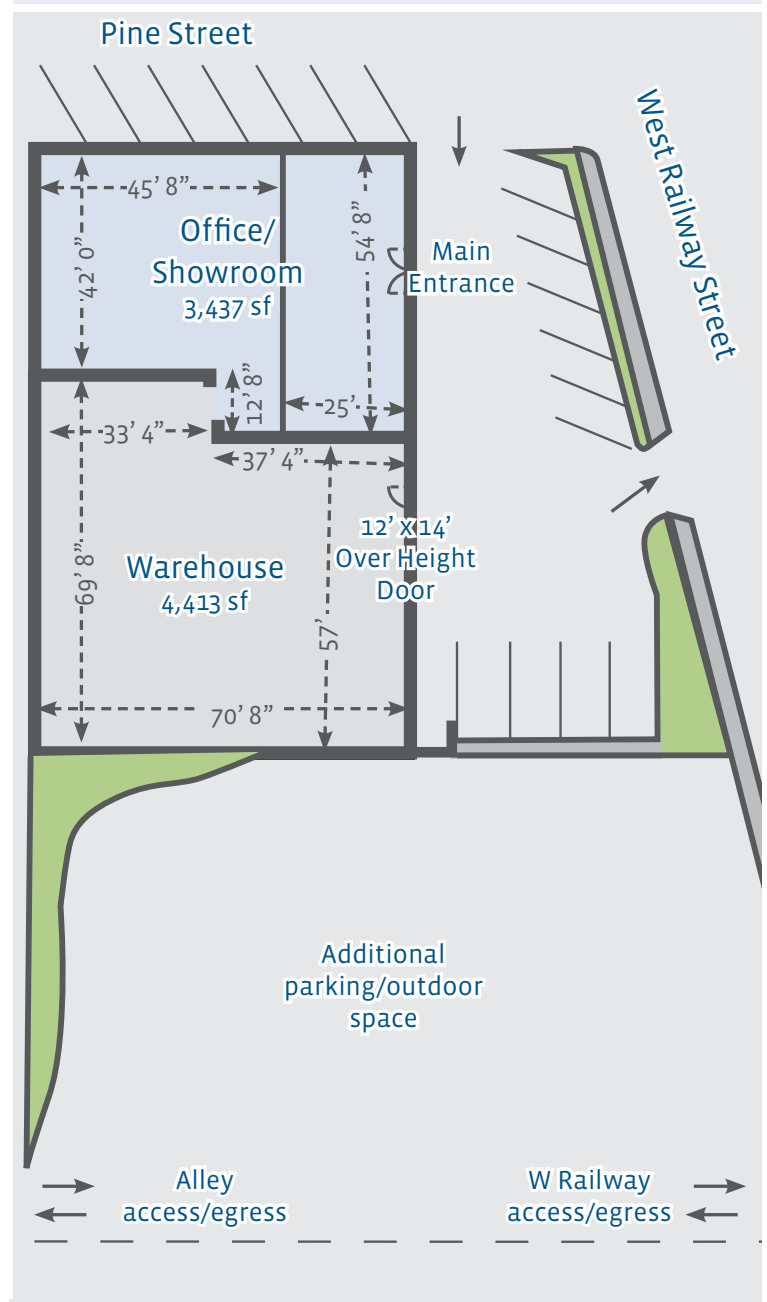 Pine Street
West Railway Street
45’ 8”
Office/
Showroom
3,437 sf
42’ 0”
54’ 8”
Main
Entrance
12’ 8”
25’
33’ 4”
37’ 4”
12’ x 14’
Over Height
Door
Warehouse
4,413 sf
69’ 8”
57’
70’ 8”
Additional
parking/outdoor
space
Alley
access/egress
W Railway
access/egress